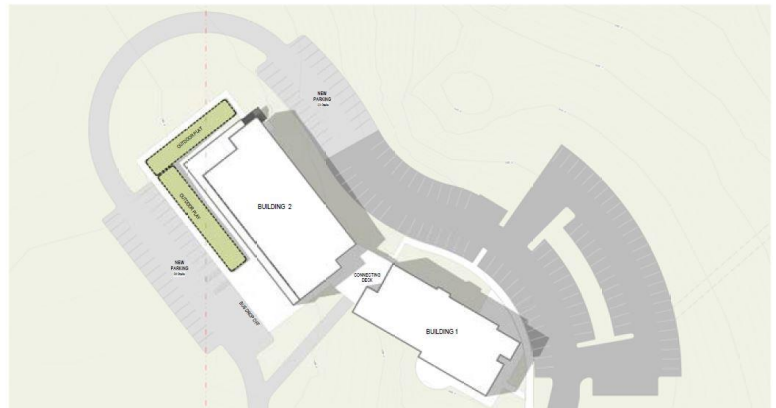 NEW
PARKING
OUTDOOR PLAY
BUILDING 2
OUTDOOR PLAY
NEW
PARKING
CONNECTING
DECK
BUS DROP OFF
BUILDING 1